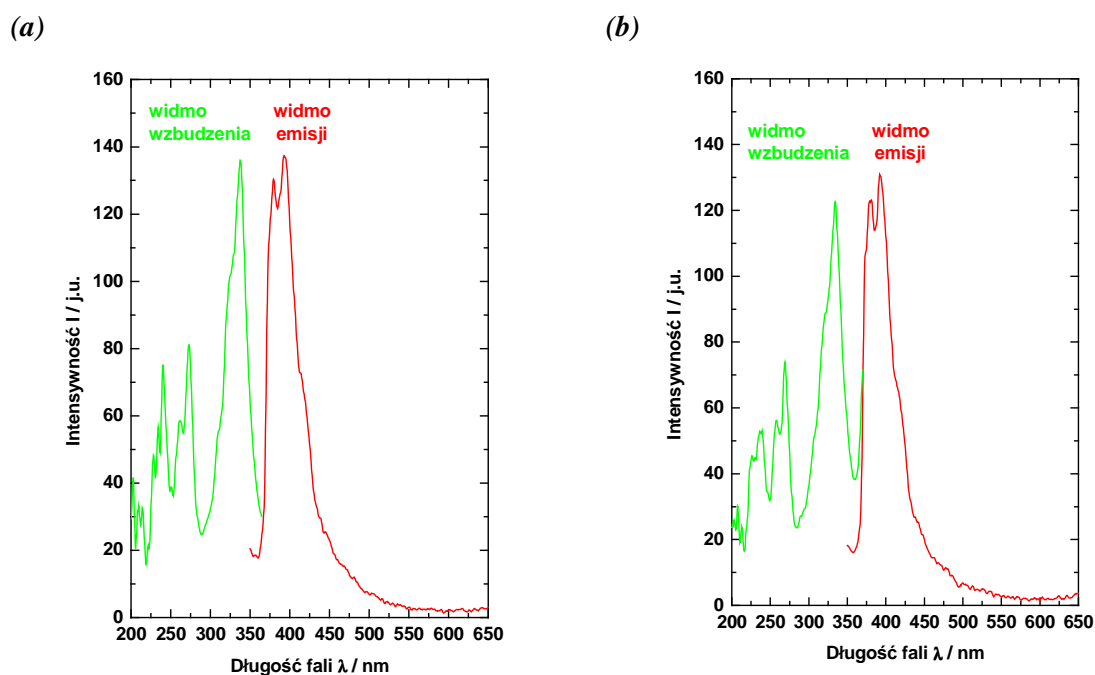 (a)
160
140
120
100
80
60
40
20
0
widmo
wzbudzenia
widmo
emisji
Intensywność I / j.u.
200 250 300 350 400 450 500 550 600 650
Długość fali λ / nm
(b)
160
140
120
100
80
60
40
20
0
widmo
wzbudzenia
widmo
emisji
Intensywność I / j.u.
200 250 300 350 400 450 500 550 600 650
Długość fali λ / nm